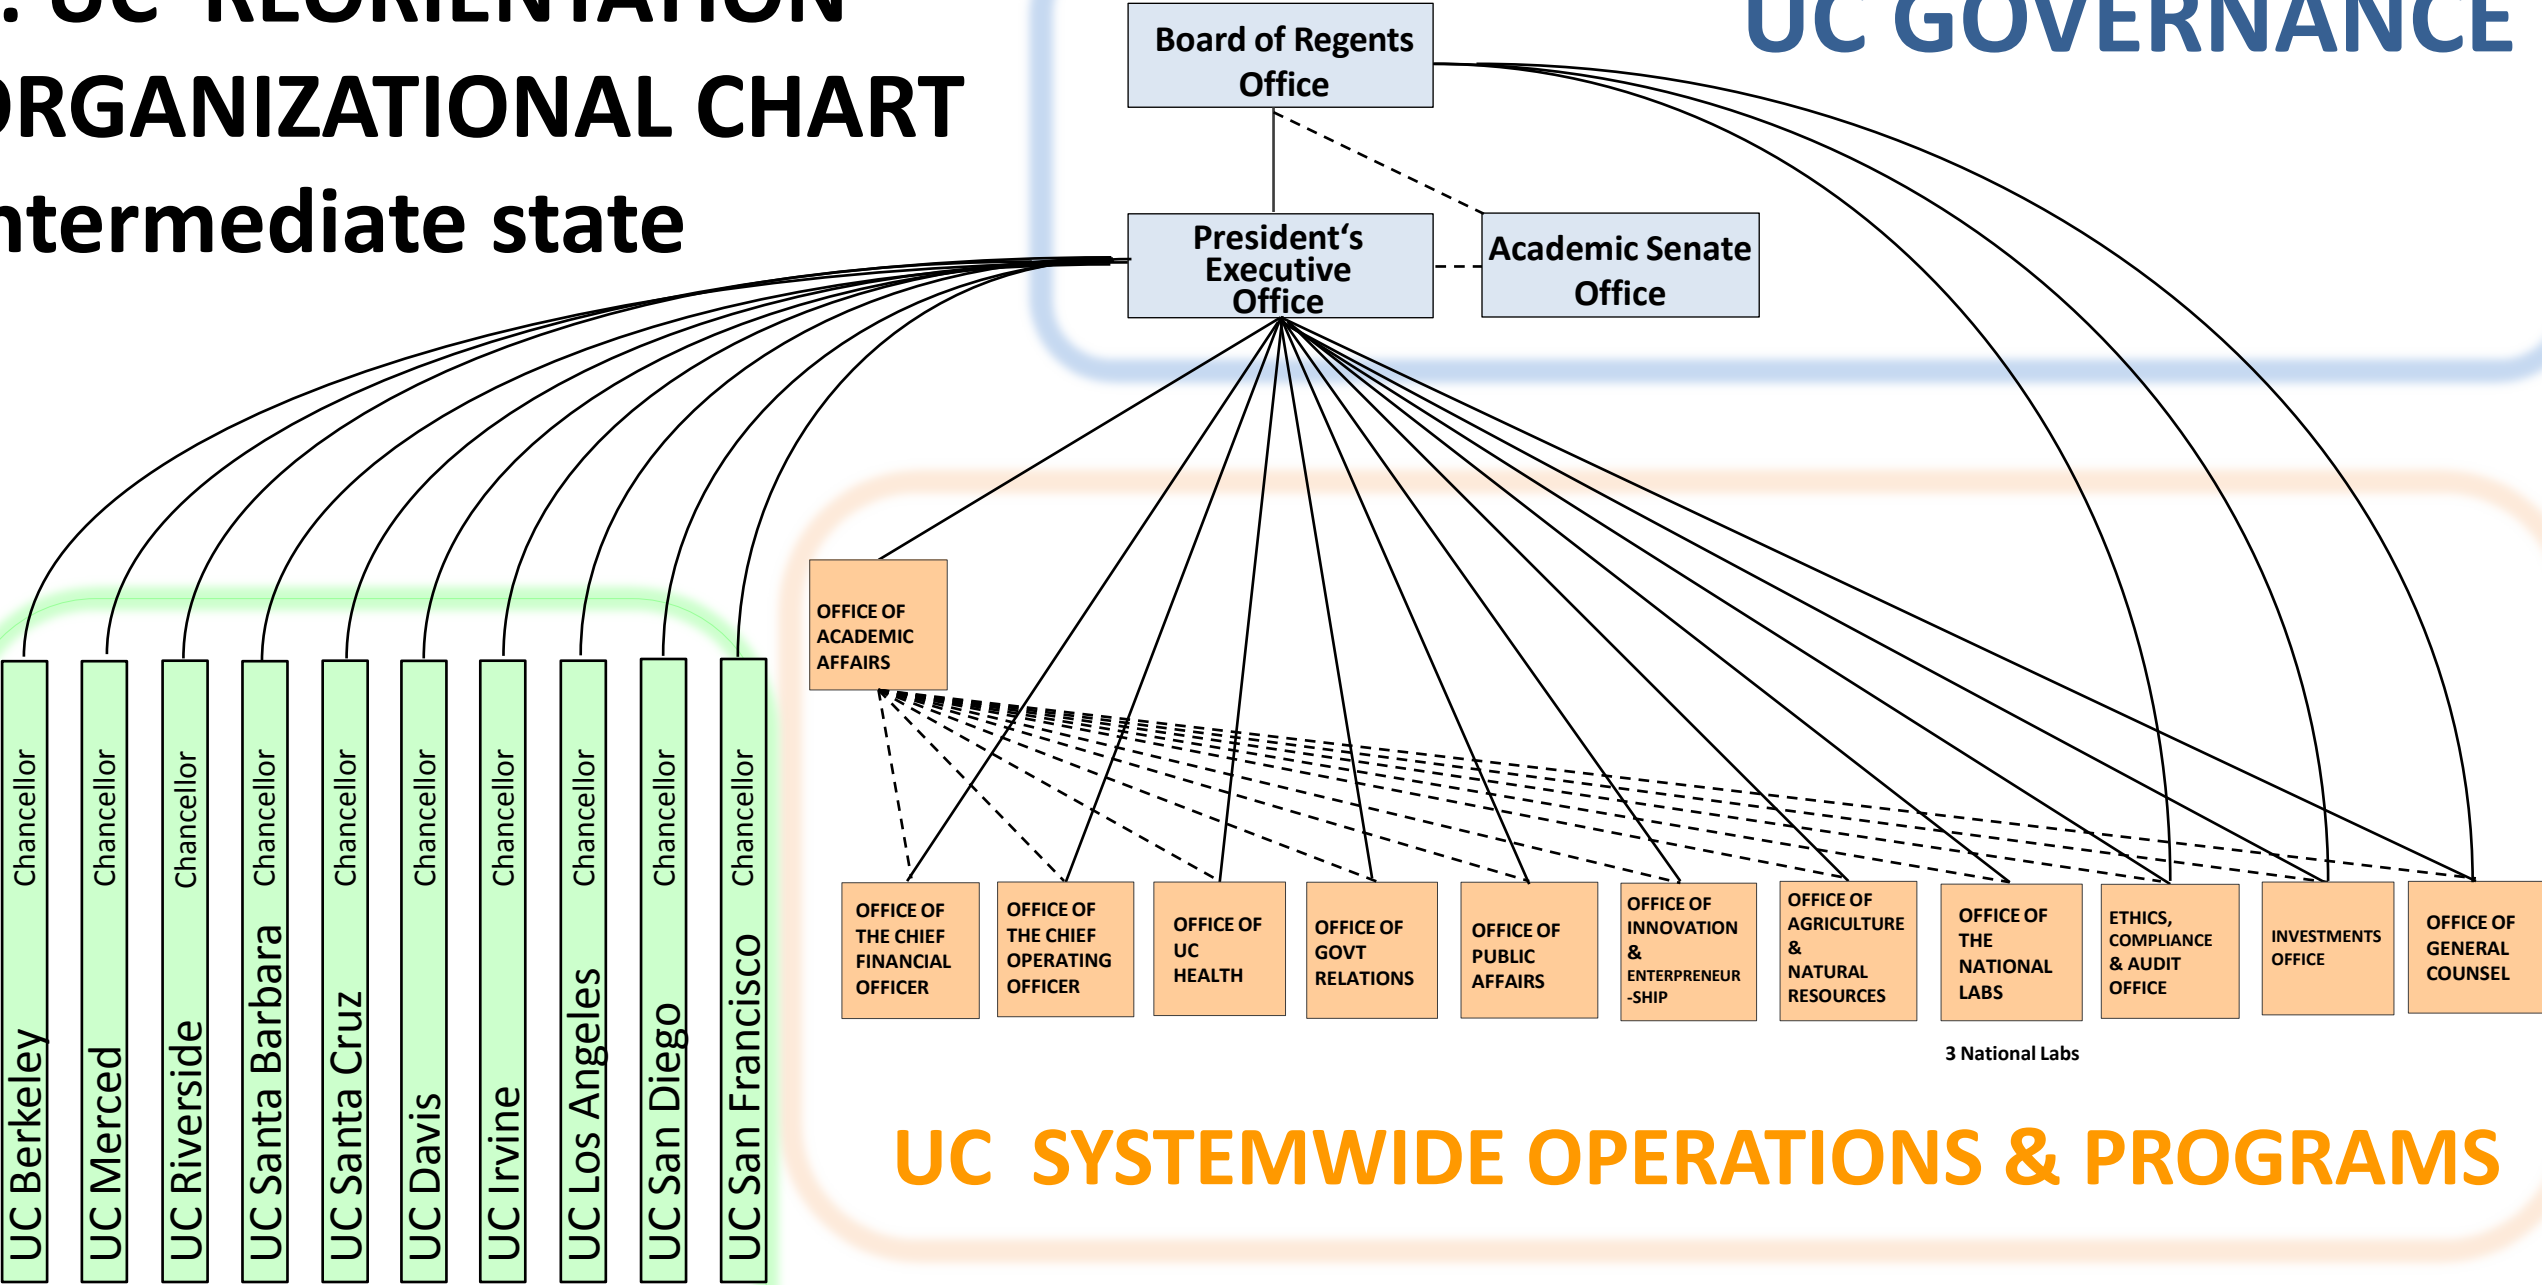 . UC REORIENTATION
ORGANIZATIONAL CHART
ntermediate state
UC GOVERNANCE
Board of Regents
Office
President‘s
Executive
Office
Academic Senate
Office
OFFICE OF
ACADEMIC
AFFAIRS
UC Berkeley Chancellor
UC Merced Chancellor
UC Riverside Chancellor
UC Santa Barbara Chancellor
UC Santa Cruz Chancellor
UC Davis Chancellor
UC Irvine Chancellor
UC Los Angeles Chancellor
UC San Diego Chancellor
UC San Francisco Chancellor
OFFICE OF
THE CHIEF
FINANCIAL
OFFICER
OFFICE OF
THE CHIEF
OPERATING
OFFICER
OFFICE OF
UC
HEALTH
OFFICE OF
GOVT
RELATIONS
OFFICE OF
PUBLIC
AFFAIRS
OFFICE OF
INNOVATION
&
ENTERPRENEUR
-SHIP
OFFICE OF
AGRICULTURE
&
NATURAL
RESOURCES
OFFICE OF
THE
NATIONAL
LABS
ETHICS,
COMPLIANCE
& AUDIT
OFFICE
INVESTMENTS
OFFICE
OFFICE OF
GENERAL
COUNSEL
3 National Labs
UC SYSTEMWIDE OPERATIONS & PROGRAMS